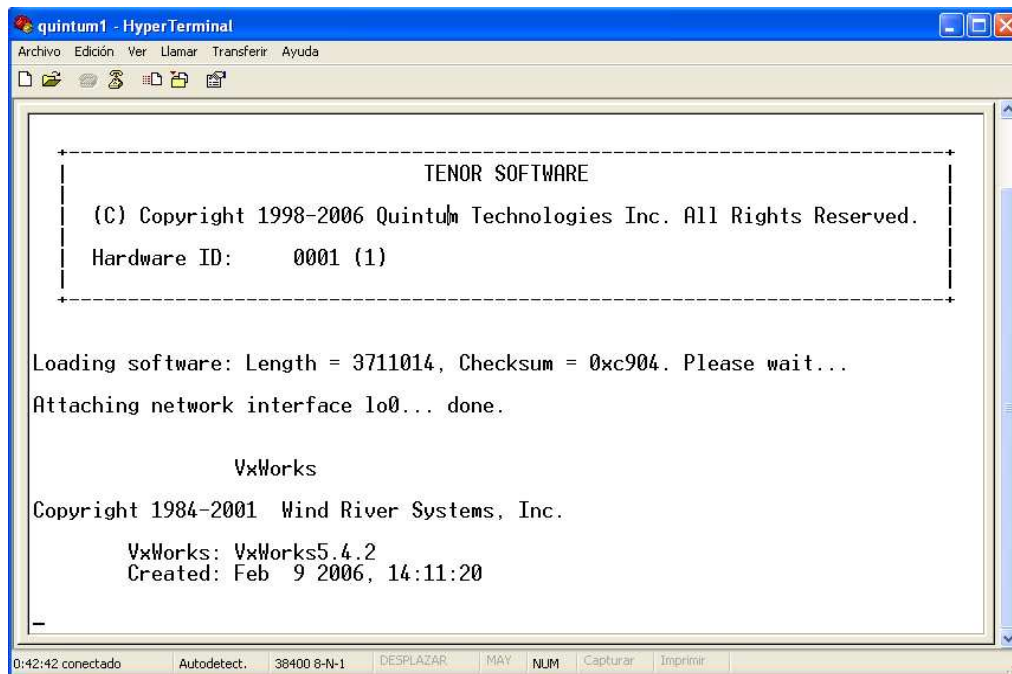 quintum1 - HyperTerminal
Archivo Edición Ver Llamar Transferir Ayuda
TENOR SOFTWARE
(C) Copyright 1998-2006 Quintum Technologies Inc. All Rights Reserved.
Hardware ID: 0001 (1)
Loading software: Length = 3711014, Checksum = 0xc904. Please wait...
Attaching network interface lo0... done.
VxWorks
Copyright 1984-2001 Wind River Systems, Inc.
VxWorks: VxWorks5.4.2
Created: Feb 9 2006, 14:11:20
0:42:42 conectado Autodetect. 38400 8-N-1 DESPLAZAR MAY NUM Capturar Imprimir